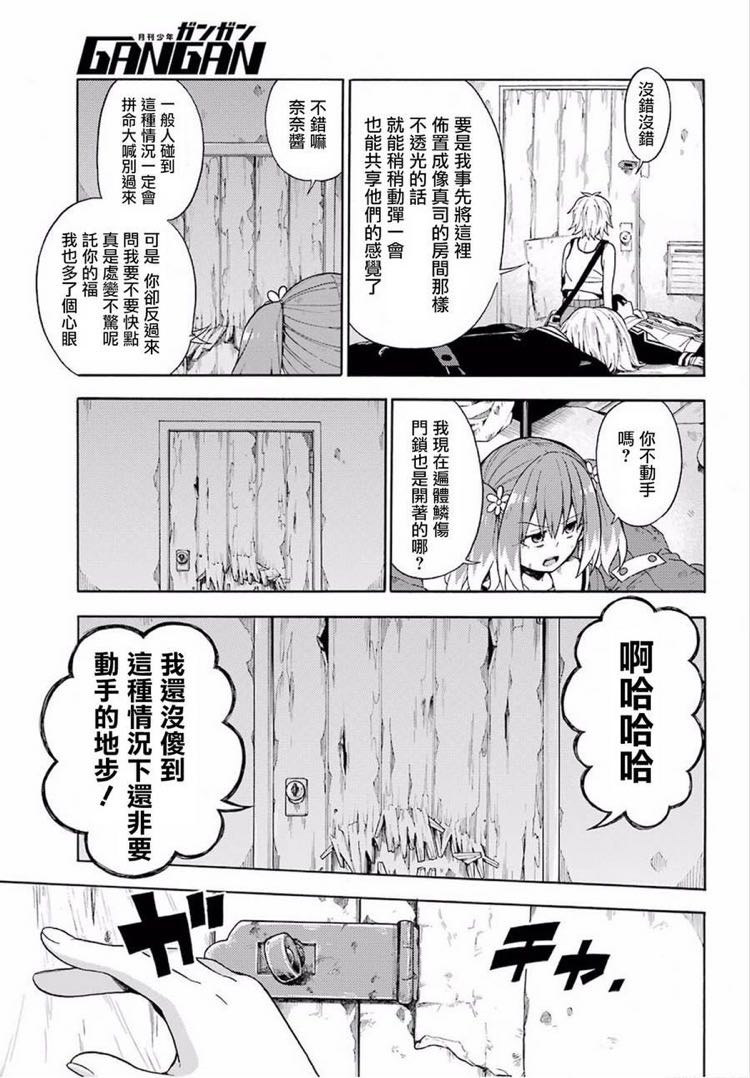 月刊少年
ガンガン
GANGAN
沒錯沒錯
要是我事先將這裡
佈置成像真司的房間那樣
不透光的話
就能稍稍動彈一會
也能共享他們的感覺了
不錯嘛
奈奈醬
一般人碰到
這種情況一定會
拼命大喊別過來
可是 你卻反過來
問我要不要快點
真是處變不驚呢
託你的福
我也多了個心眼
你不動手
嗎?
我現在遍體鱗傷
門鎖也是開著的哪?
啊哈哈哈
我還沒傻到
這種情況下還非要
動手的地步!
チャ
ガ